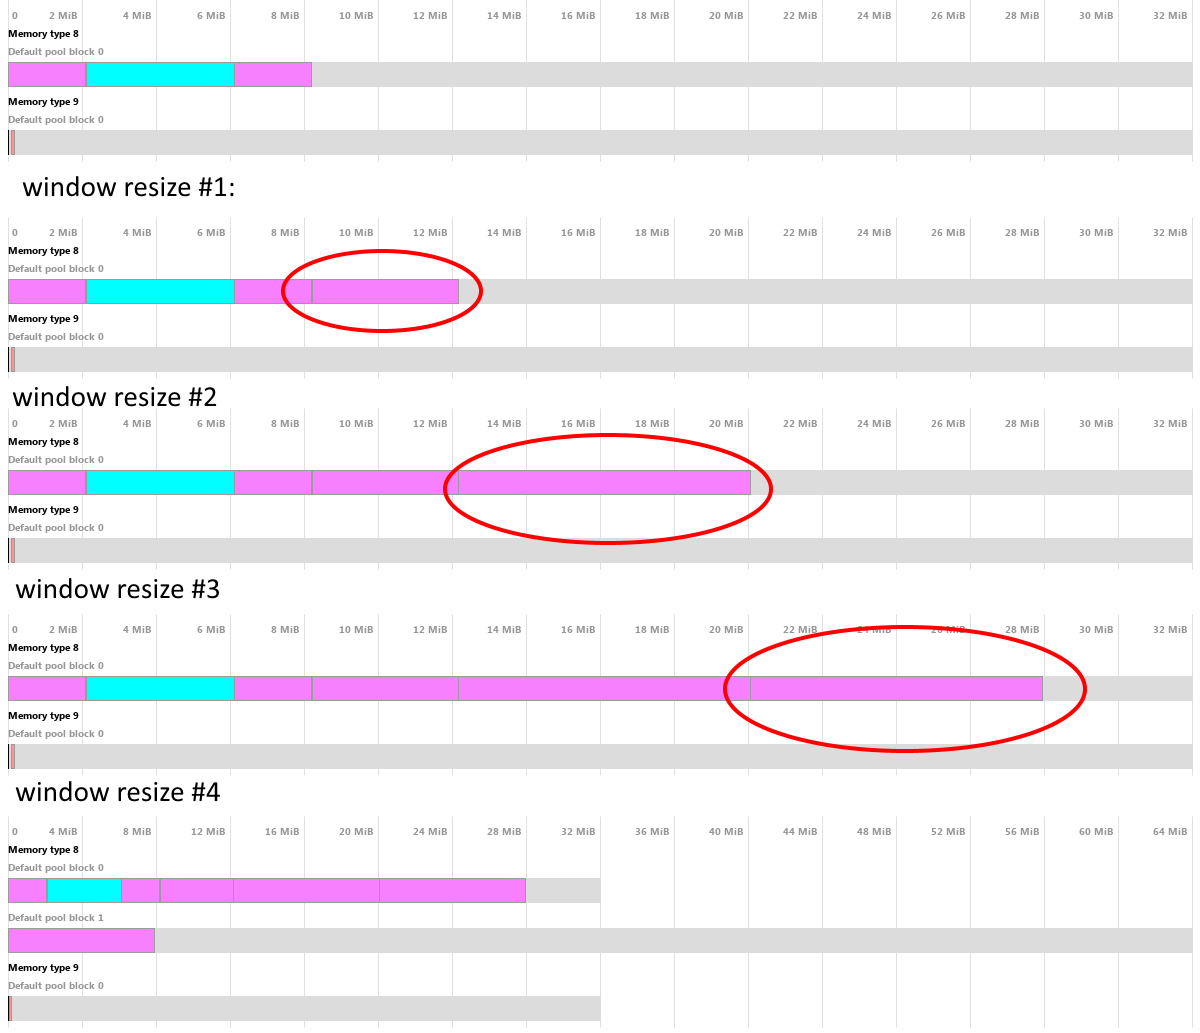 0 2 MiB 4 MiB 6 MiB 8 MiB 10 MiB 12 MiB 14 MiB 16 MiB 18 MiB 20 MiB 22 MiB 24 MiB 26 MiB 28 MiB 30 MiB 32 MiB
Memory type 8
Default pool block 0
Memory type 9
Default pool block 0
window resize #1:
0 2 MiB 4 MiB 6 MiB 8 MiB 10 MiB 12 MiB 14 MiB 16 MiB 18 MiB 20 MiB 22 MiB 24 MiB 26 MiB 28 MiB 30 MiB 32 MiB
Memory type 8
Default pool block 0
Memory type 9
Default pool block 0
window resize #2
0 2 MiB 4 MiB 6 MiB 8 MiB 10 MiB 12 MiB 14 MiB 16 MiB 18 MiB 20 MiB 22 MiB 24 MiB 26 MiB 28 MiB 30 MiB 32 MiB
Memory type 8
Default pool block 0
Memory type 9
Default pool block 0
window resize #3
0 2 MiB 4 MiB 6 MiB 8 MiB 10 MiB 12 MiB 14 MiB 16 MiB 18 MiB 20 MiB 22 MiB 24 MiB 26 MiB 28 MiB 30 MiB 32 MiB
Memory type 8
Default pool block 0
Memory type 9
Default pool block 0
window resize #4
0 4 MiB 8 MiB 12 MiB 16 MiB 20 MiB 24 MiB 28 MiB 32 MiB 36 MiB 40 MiB 44 MiB 48 MiB 52 MiB 56 MiB 60 MiB 64 MiB
Memory type 8
Default pool block 0
Default pool block 1
Memory type 9
Default pool block 0